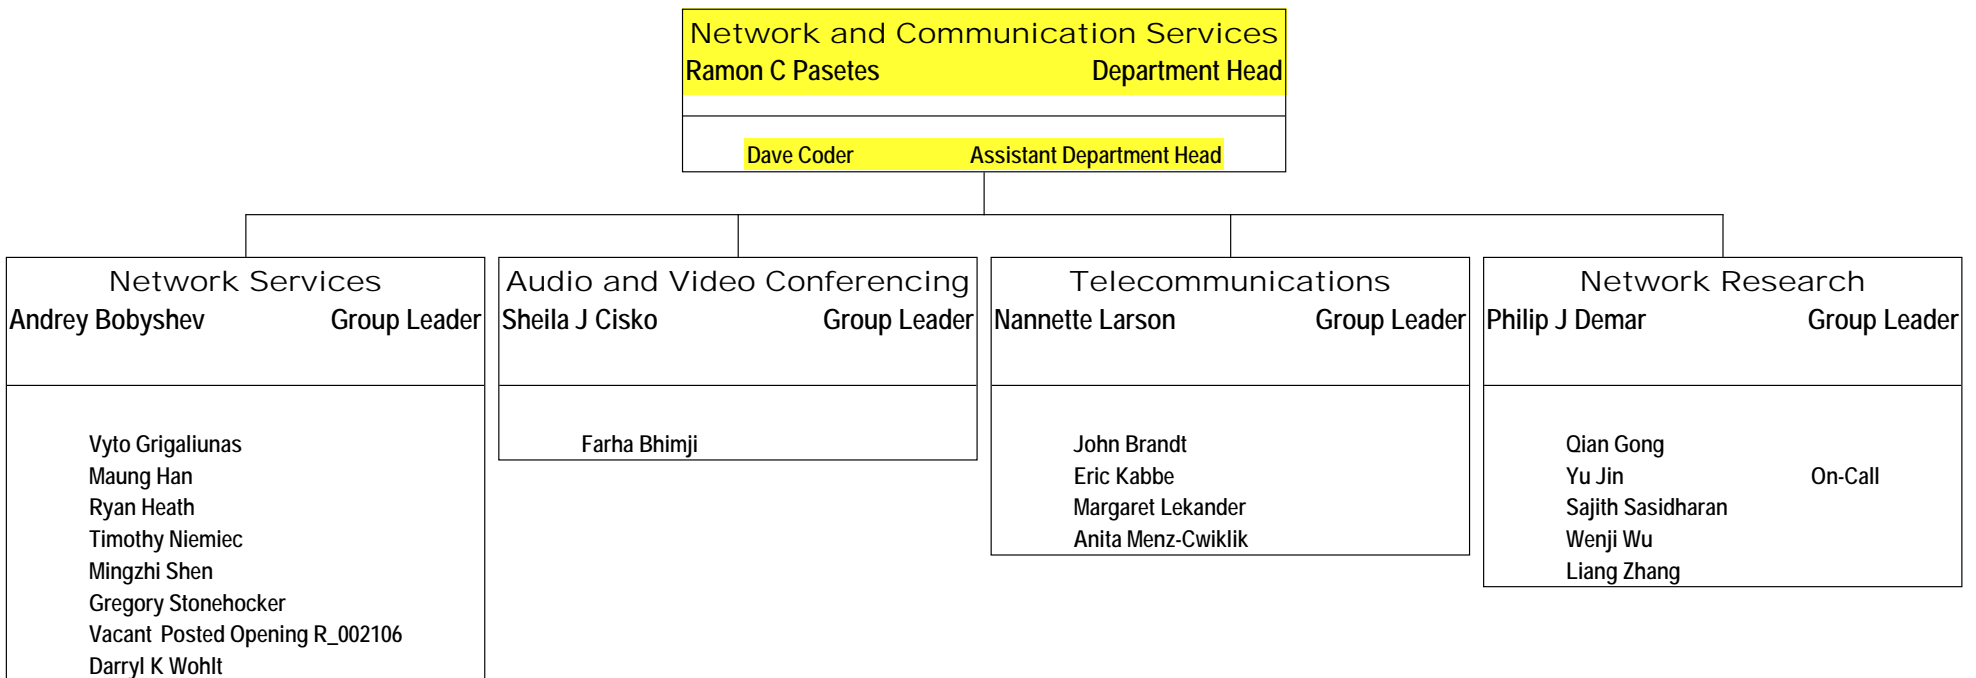 Network and Communication Services
Ramon C Pasetes Department Head
Dave Coder Assistant Department Head
Network Services
Andrey Bobyshev Group Leader
Vyto Grigaliunas
Maung Han
Ryan Heath
Timothy Niemiec
Mingzhi Shen
Gregory Stonehocker
Vacant Posted Opening R_002106
Darryl K Wohlt
Audio and Video Conferencing
Sheila J Cisko Group Leader
Farha Bhimji
Telecommunications
Nannette Larson Group Leader
John Brandt
Eric Kabbe
Margaret Lekander
Anita Menz-Cwiklik
Network Research
Philip J Demar Group Leader
Qian Gong
Yu Jin On-Call
Sajith Sasidharan
Wenji Wu
Liang Zhang